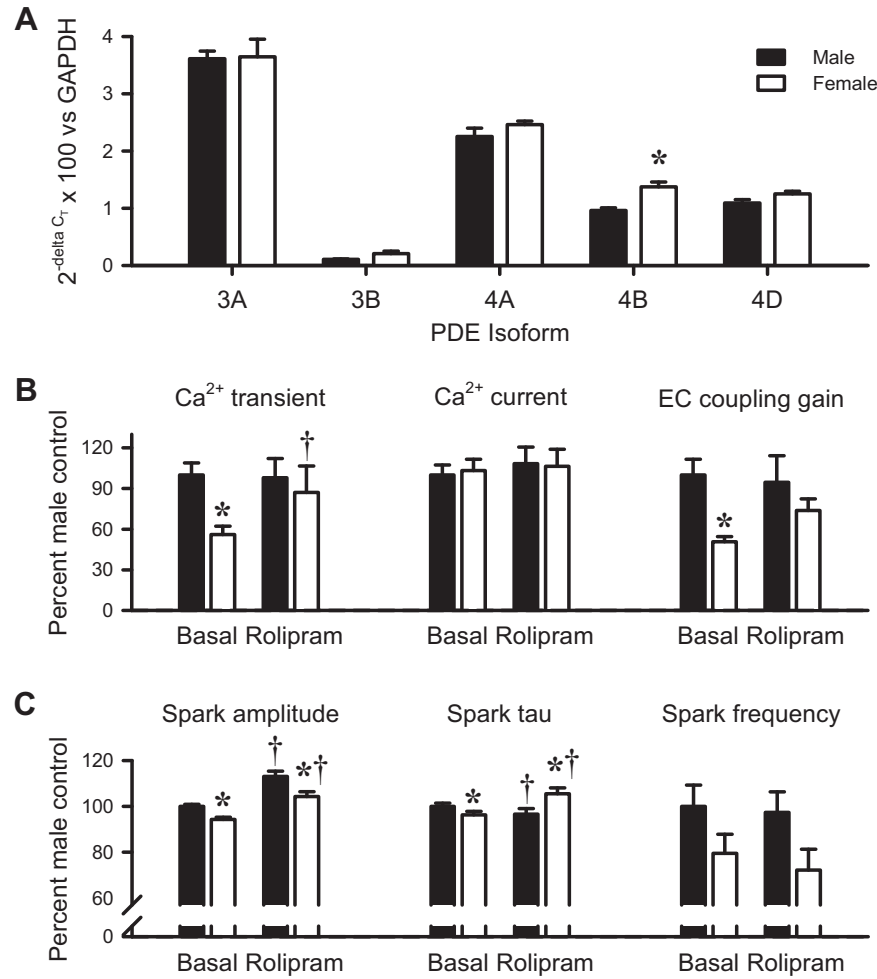 A
4
3
2
1
0
2^-delta C_T x 100 vs GAPDH
Male
Female
*
3A 3B 4A 4B 4D
PDE Isoform
B
Ca2+ transient Ca2+ current EC coupling gain
120
90
60
30
0
Percent male control
* † *
Basal Rolipram Basal Rolipram Basal Rolipram
C
Spark amplitude Spark tau Spark frequency
120
100
80
60
0
Percent male control
* † *† * † *†
Basal Rolipram Basal Rolipram Basal Rolipram